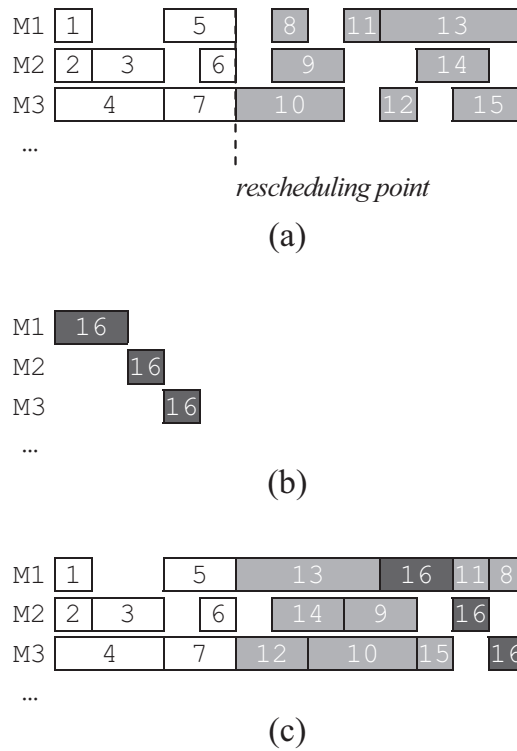 M1 1 5 8 11 13
M2 2 3 6 9 14
M3 4 7 10 12 15
...
rescheduling point
(a)
M1 16
M2 16
M3 16
...
(b)
M1 1 5 13 16 11 8
M2 2 3 6 14 9 16
M3 4 7 12 10 15 16
...
(c)